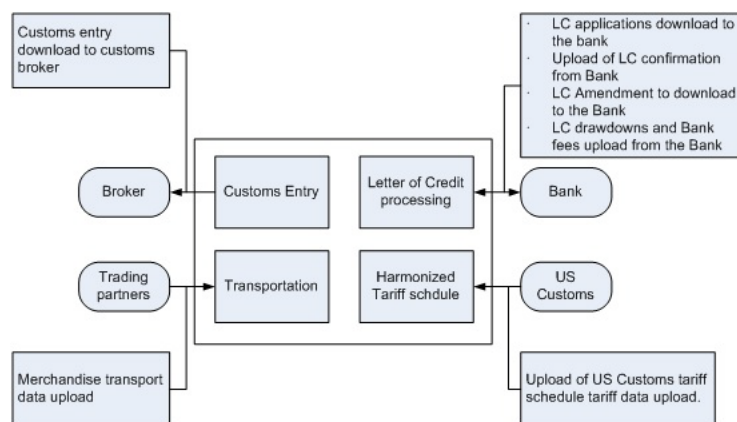 Customs entry
download to customs
broker
· LC applications download to
the bank
· Upload of LC confirmation
from Bank
· LC Amendment to download
to the Bank
· LC drawdowns and Bank
fees upload from the Bank
Broker
Customs Entry
Letter of Credit
processing
Bank
Trading
partners
Transportation
Harmonized
Tariff schdule
US
Customs
Merchandise transport
data upload
Upload of US Customs tariff
schedule tariff data upload.